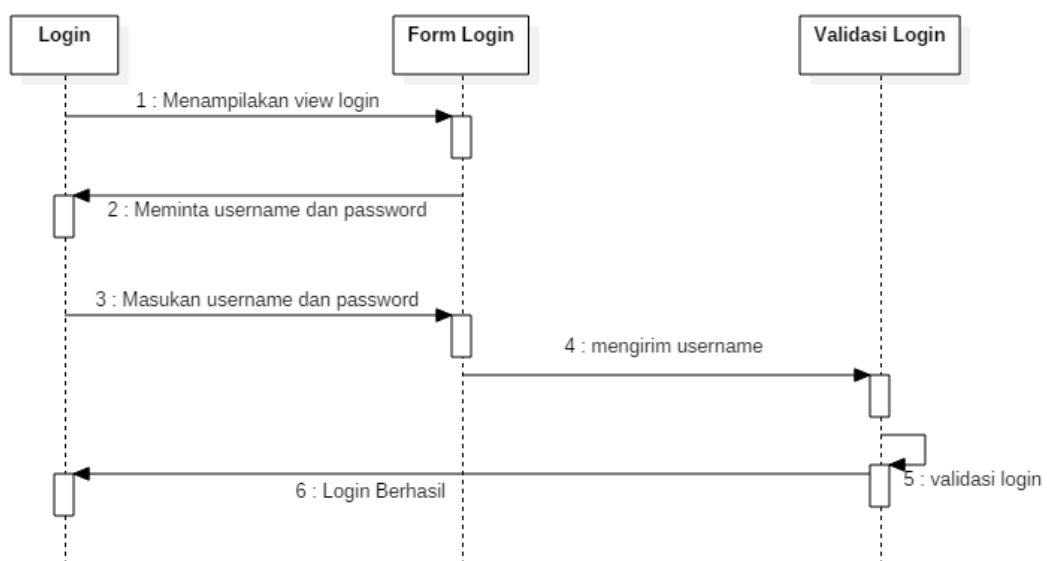 Login
Form Login
Validasi Login
1 : Menampilakan view login
2 : Meminta username dan password
3 : Masukan username dan password
4 : mengirim username
5 : validasi login
6 : Login Berhasil